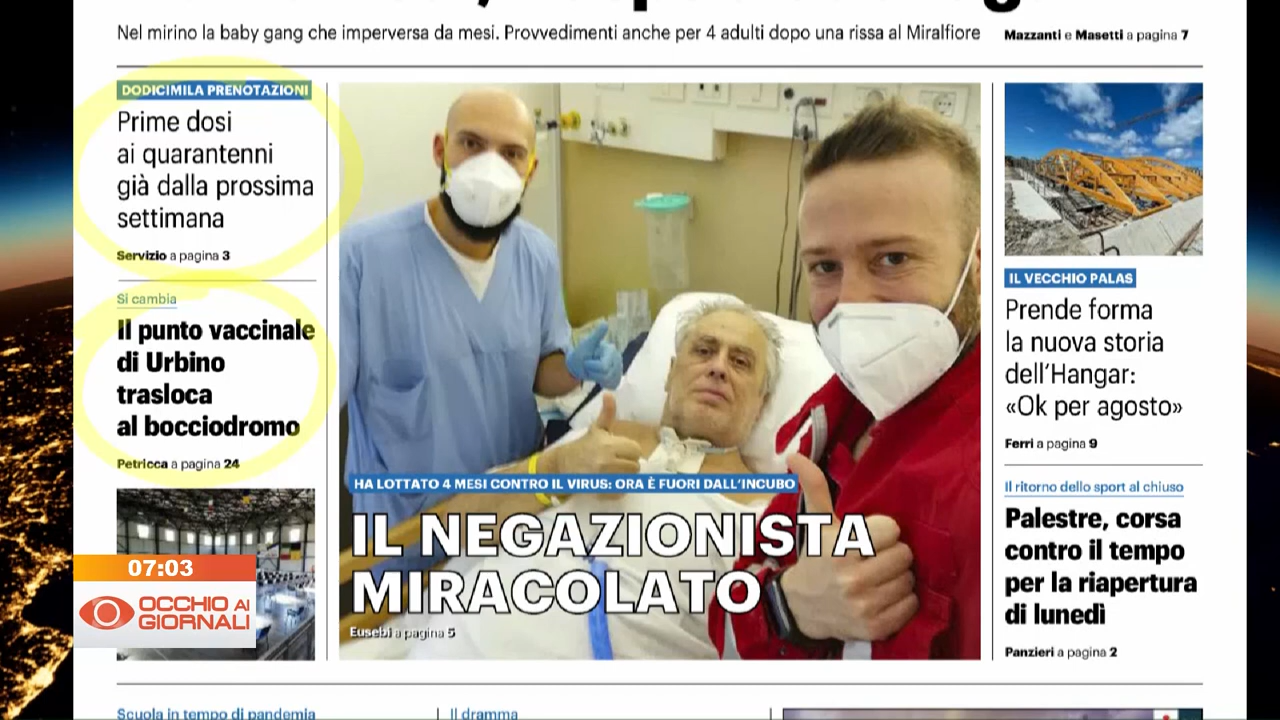 Nel mirino la baby gang che imperversa da mesi. Provvedimenti anche per 4 adulti dopo una rissa al Miralfiore
Mazzanti e Masetti a pagina 7
DODICIMILA PRENOTAZIONI
Prime dosi
ai quarantenni
già dalla prossima
settimana
Servizio a pagina 3
Si cambia
Il punto vaccinale
di Urbino
trasloca
al bocciodromo
Petricca a pagina 24
HA LOTTATO 4 MESI CONTRO IL VIRUS: ORA È FUORI DALL'INCUBO
IL NEGAZIONISTA
MIRACOLATO
Eusebi a pagina 5
IL VECCHIO PALAS
Prende forma
la nuova storia
dell'Hangar:
«Ok per agosto»
Ferri a pagina 9
Il ritorno dello sport al chiuso
Palestre, corsa
contro il tempo
per la riapertura
di lunedì
Panzieri a pagina 2
07:03
OCCHIO AI
GIORNALI
Scuola in tempo di pandemia
Il dramma